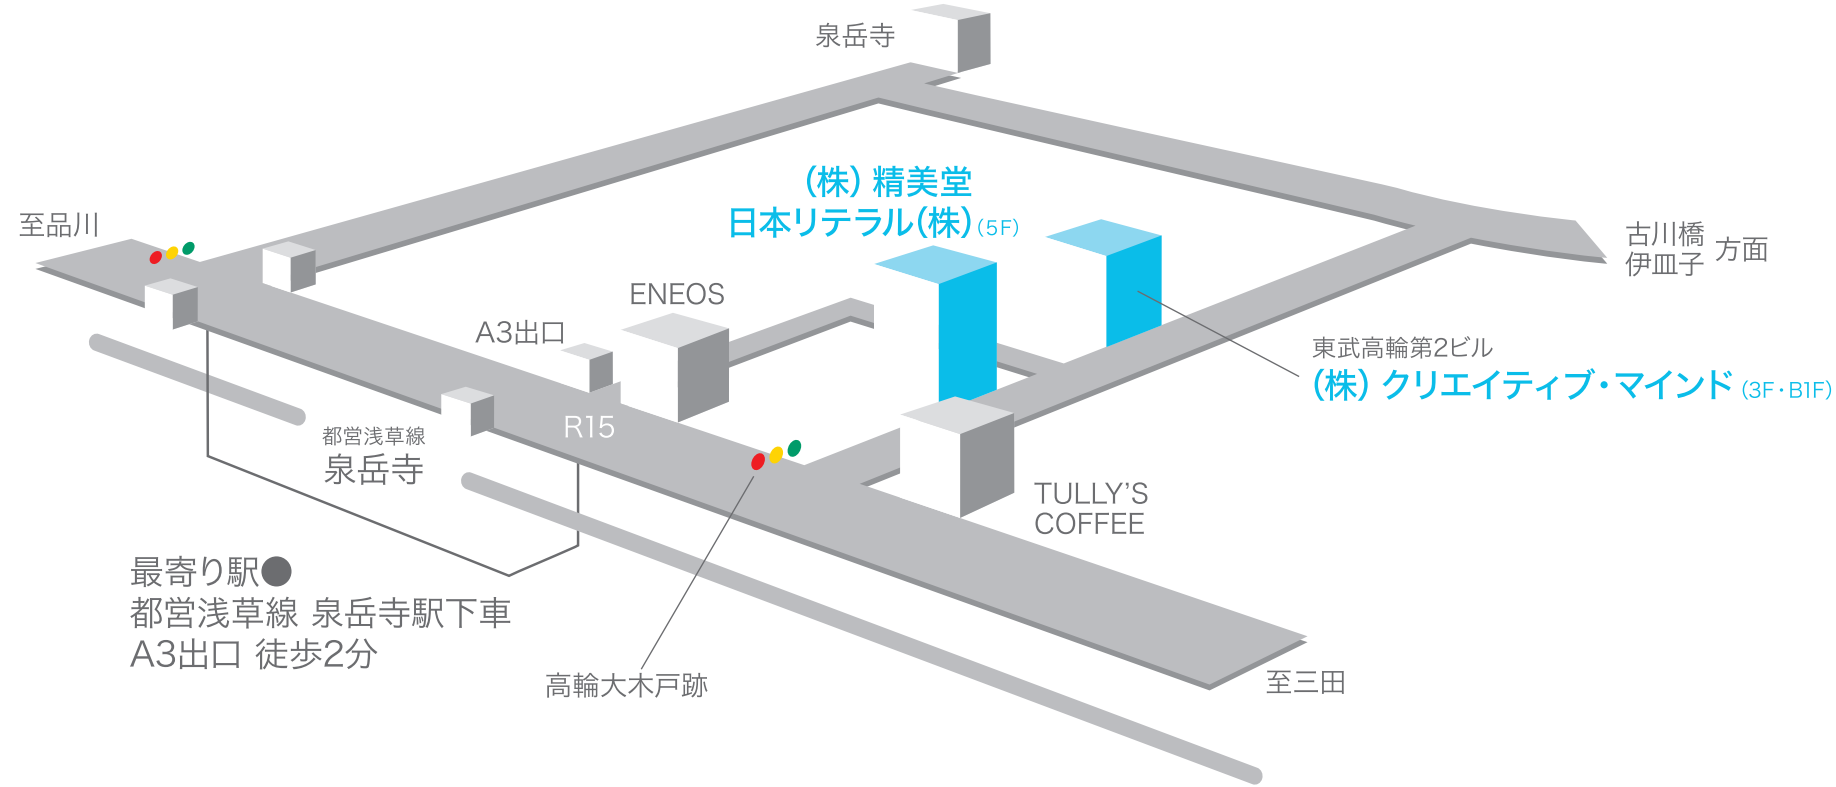 泉岳寺
(株) 精美堂
日本リテラル(株)(5F)
至品川
古川橋
伊皿子 方面
ENEOS
A3出口
東武高輪第2ビル
(株) クリエイティブ・マインド (3F・B1F)
R15
都営浅草線
泉岳寺
TULLY'S
COFFEE
最寄り駅●
都営浅草線 泉岳寺駅下車
A3出口 徒歩2分
高輪大木戸跡
至三田